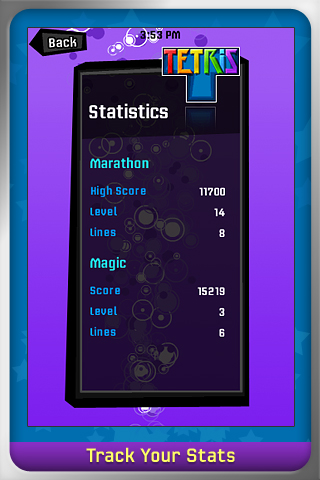 Back
3:53 PM
TETRIS
Statistics
Marathon
High Score 11700
Level 14
Lines 8
Magic
Score 15219
Level 3
Lines 6
Track Your Stats